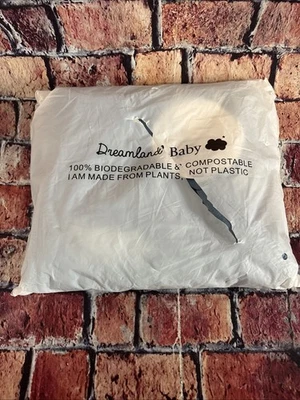 Dreamland Baby
100% BIODEGRADABLE & COMPOSTABLE
I AM MADE FROM PLANTS, NOT PLASTIC